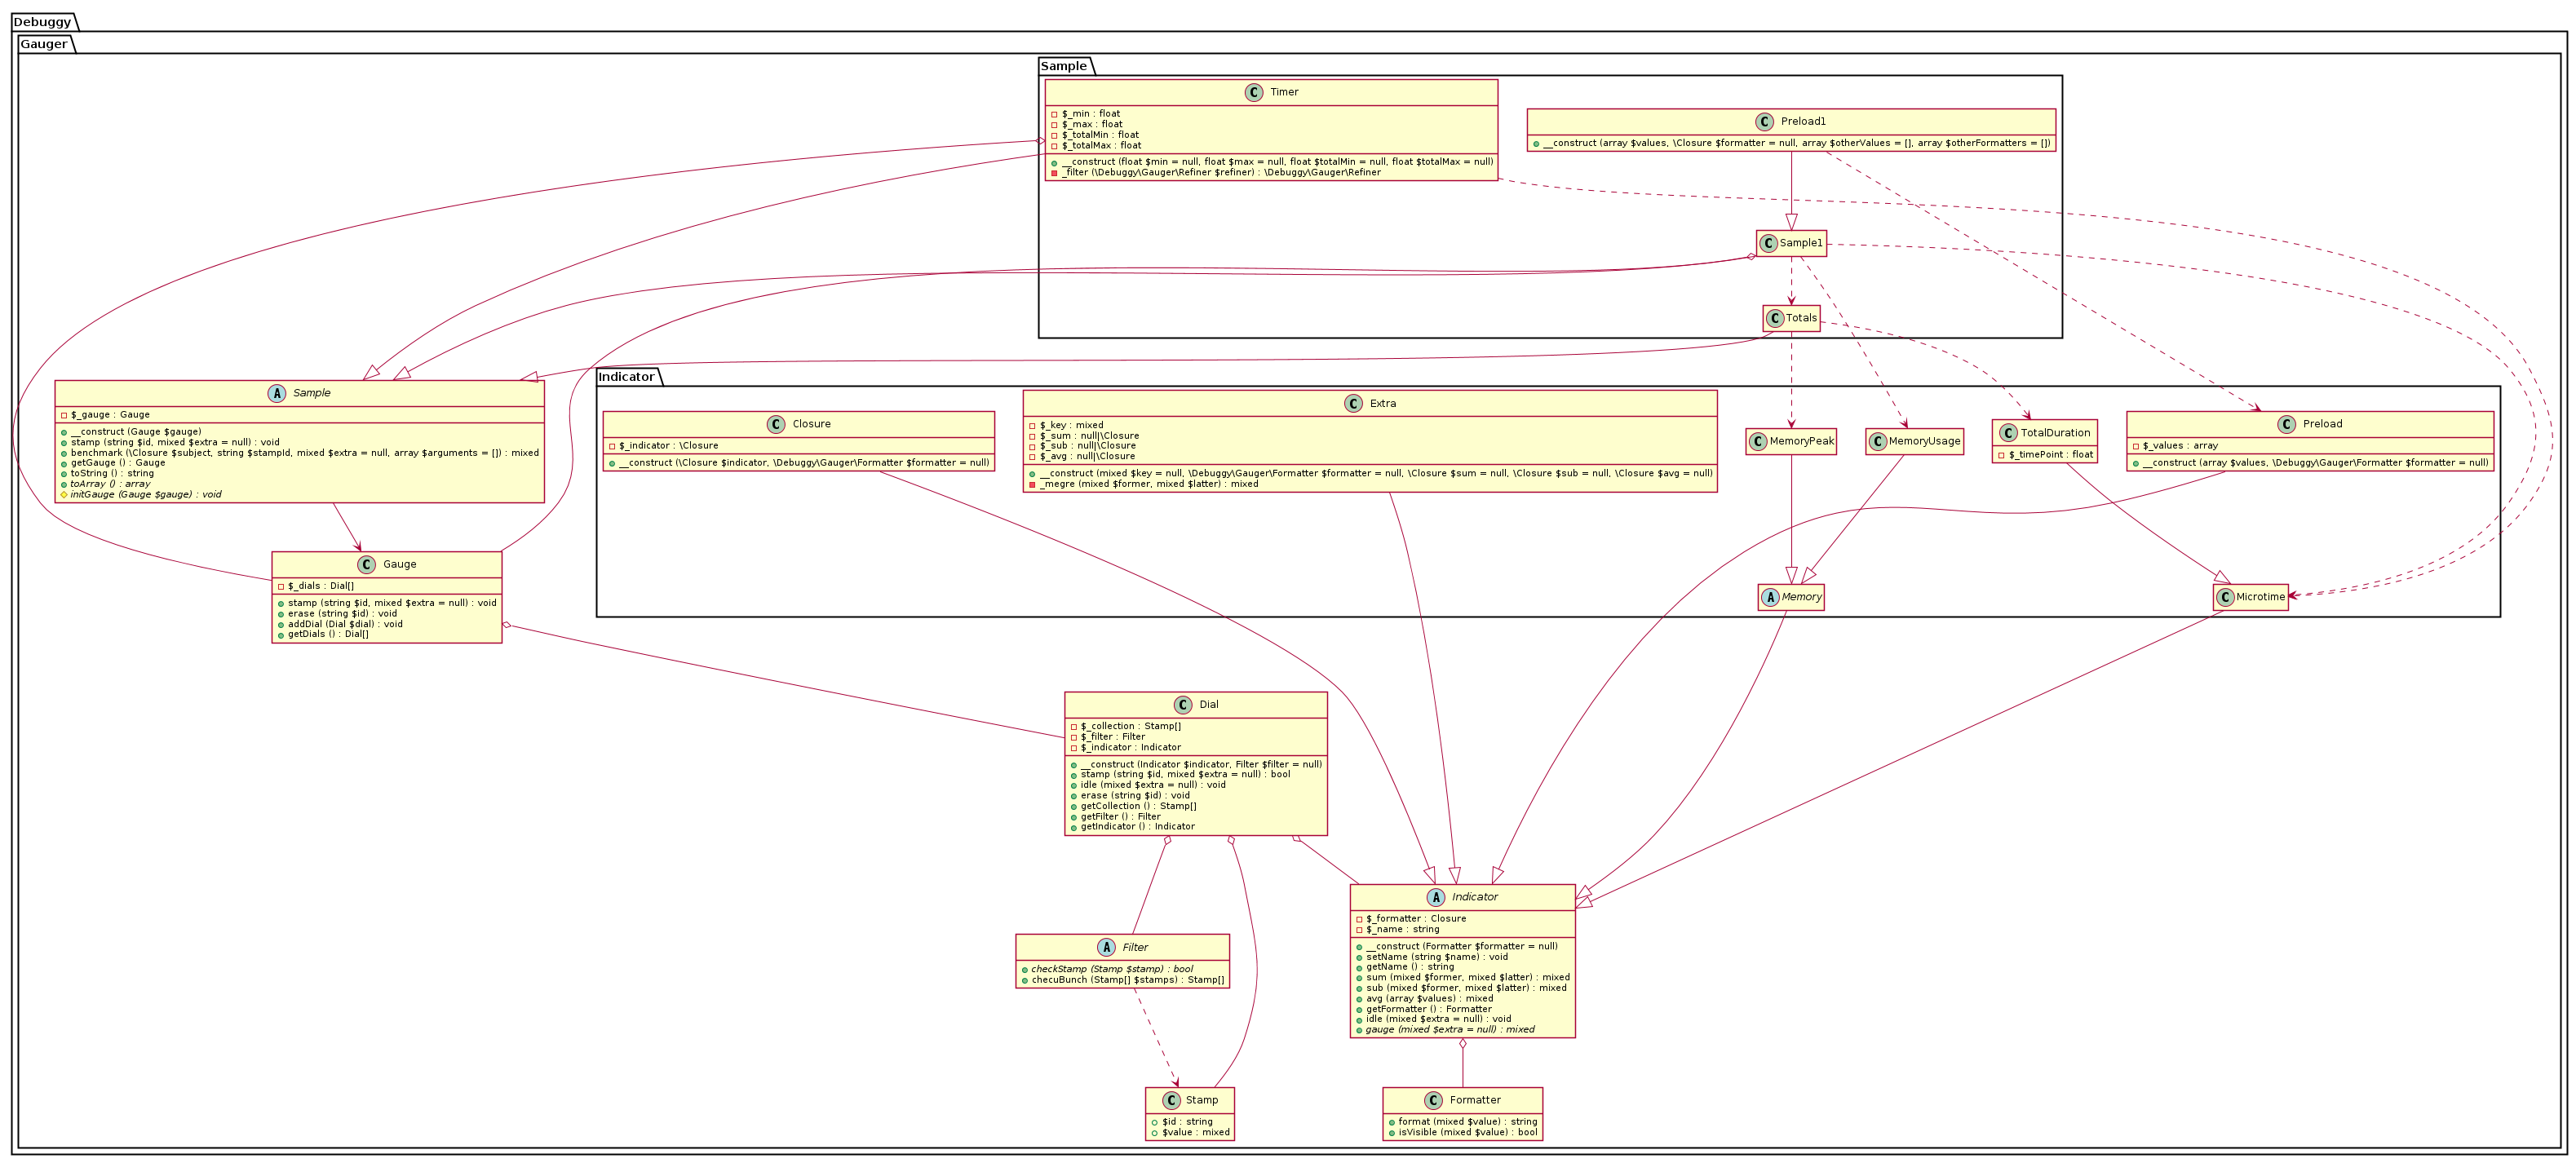 Debuggy
Gauger
Sample
C Timer
$_min : float
$_max : float
$_totalMin : float
$_totalMax : float
__construct (float $min = null, float $max = null, float $totalMin = null, float $totalMax = null)
_filter (\Debuggy\Gauger\Refiner $refiner) : \Debuggy\Gauger\Refiner
C Preload1
__construct (array $values, \Closure $formatter = null, array $otherValues = [], array $otherFormatters = [])
C Sample1
C Totals
A Sample
$_gauge : Gauge
__construct (Gauge $gauge)
stamp (string $id, mixed $extra = null) : void
benchmark (\Closure $subject, string $stampId, mixed $extra = null, array $arguments = []) : mixed
getGauge () : Gauge
toString () : string
toArray () : array
initGauge (Gauge $gauge) : void
Indicator
C Closure
$_indicator : \Closure
__construct (\Closure $indicator, \Debuggy\Gauger\Formatter $formatter = null)
C Extra
$_key : mixed
$_sum : null|\Closure
$_sub : null|\Closure
$_avg : null|\Closure
__construct (mixed $key = null, \Debuggy\Gauger\Formatter $formatter = null, \Closure $sum = null, \Closure $sub = null, \Closure $avg = null)
_megre (mixed $former, mixed $latter) : mixed
C MemoryPeak
C MemoryUsage
C TotalDuration
$_timePoint : float
C Preload
$_values : array
__construct (array $values, \Debuggy\Gauger\Formatter $formatter = null)
A Memory
C Microtime
C Gauge
$_dials : Dial[]
stamp (string $id, mixed $extra = null) : void
erase (string $id) : void
addDial (Dial $dial) : void
getDials () : Dial[]
C Dial
$_collection : Stamp[]
$_filter : Filter
$_indicator : Indicator
__construct (Indicator $indicator, Filter $filter = null)
stamp (string $id, mixed $extra = null) : bool
idle (mixed $extra = null) : void
erase (string $id) : void
getCollection () : Stamp[]
getFilter () : Filter
getIndicator () : Indicator
A Filter
checkStamp (Stamp $stamp) : bool
checuBunch (Stamp[] $stamps) : Stamp[]
A Indicator
$_formatter : Closure
$_name : string
__construct (Formatter $formatter = null)
setName (string $name) : void
getName () : string
sum (mixed $former, mixed $latter) : mixed
sub (mixed $former, mixed $latter) : mixed
avg (array $values) : mixed
getFormatter () : Formatter
idle (mixed $extra = null) : void
gauge (mixed $extra = null) : mixed
C Stamp
$id : string
$value : mixed
C Formatter
format (mixed $value) : string
isVisible (mixed $value) : bool